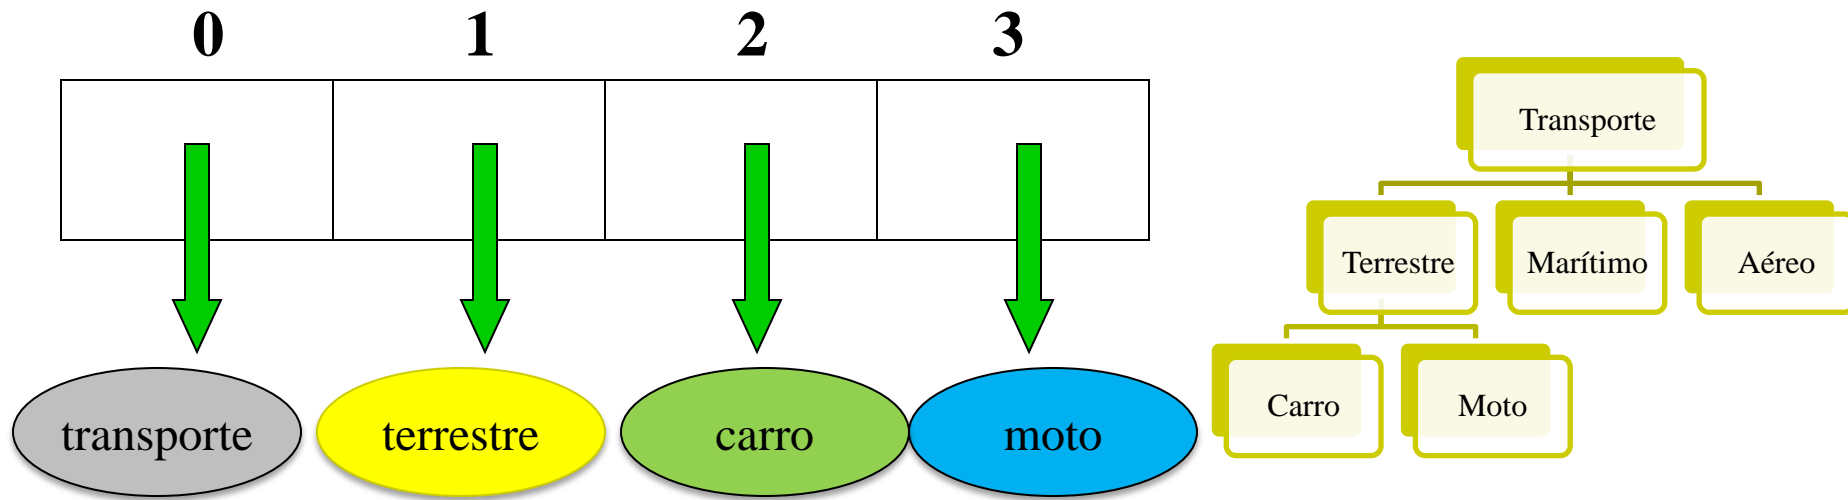 0 1 2 3
transporte terrestre carro moto
Transporte
Terrestre Marítimo Aéreo
Carro Moto